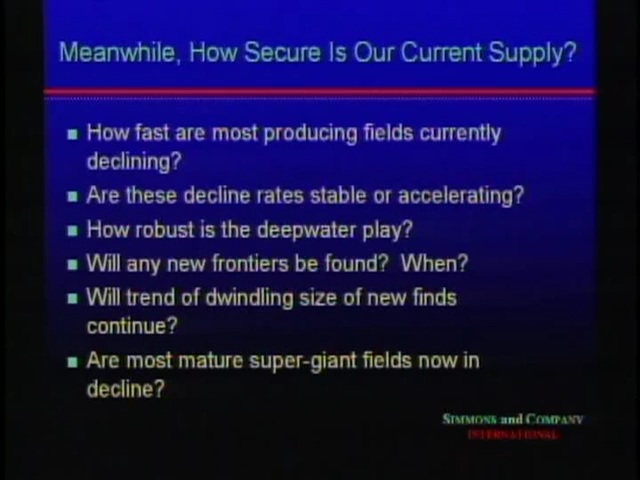 Meanwhile, How Secure Is Our Current Supply?
How fast are most producing fields currently
declining?
Are these decline rates stable or accelerating?
How robust is the deepwater play?
Will any new frontiers be found?  When?
Will trend of dwindling size of new finds
continue?
Are most mature super-giant fields now in
decline?
SIMMONS and COMPANY
INTERNATIONAL